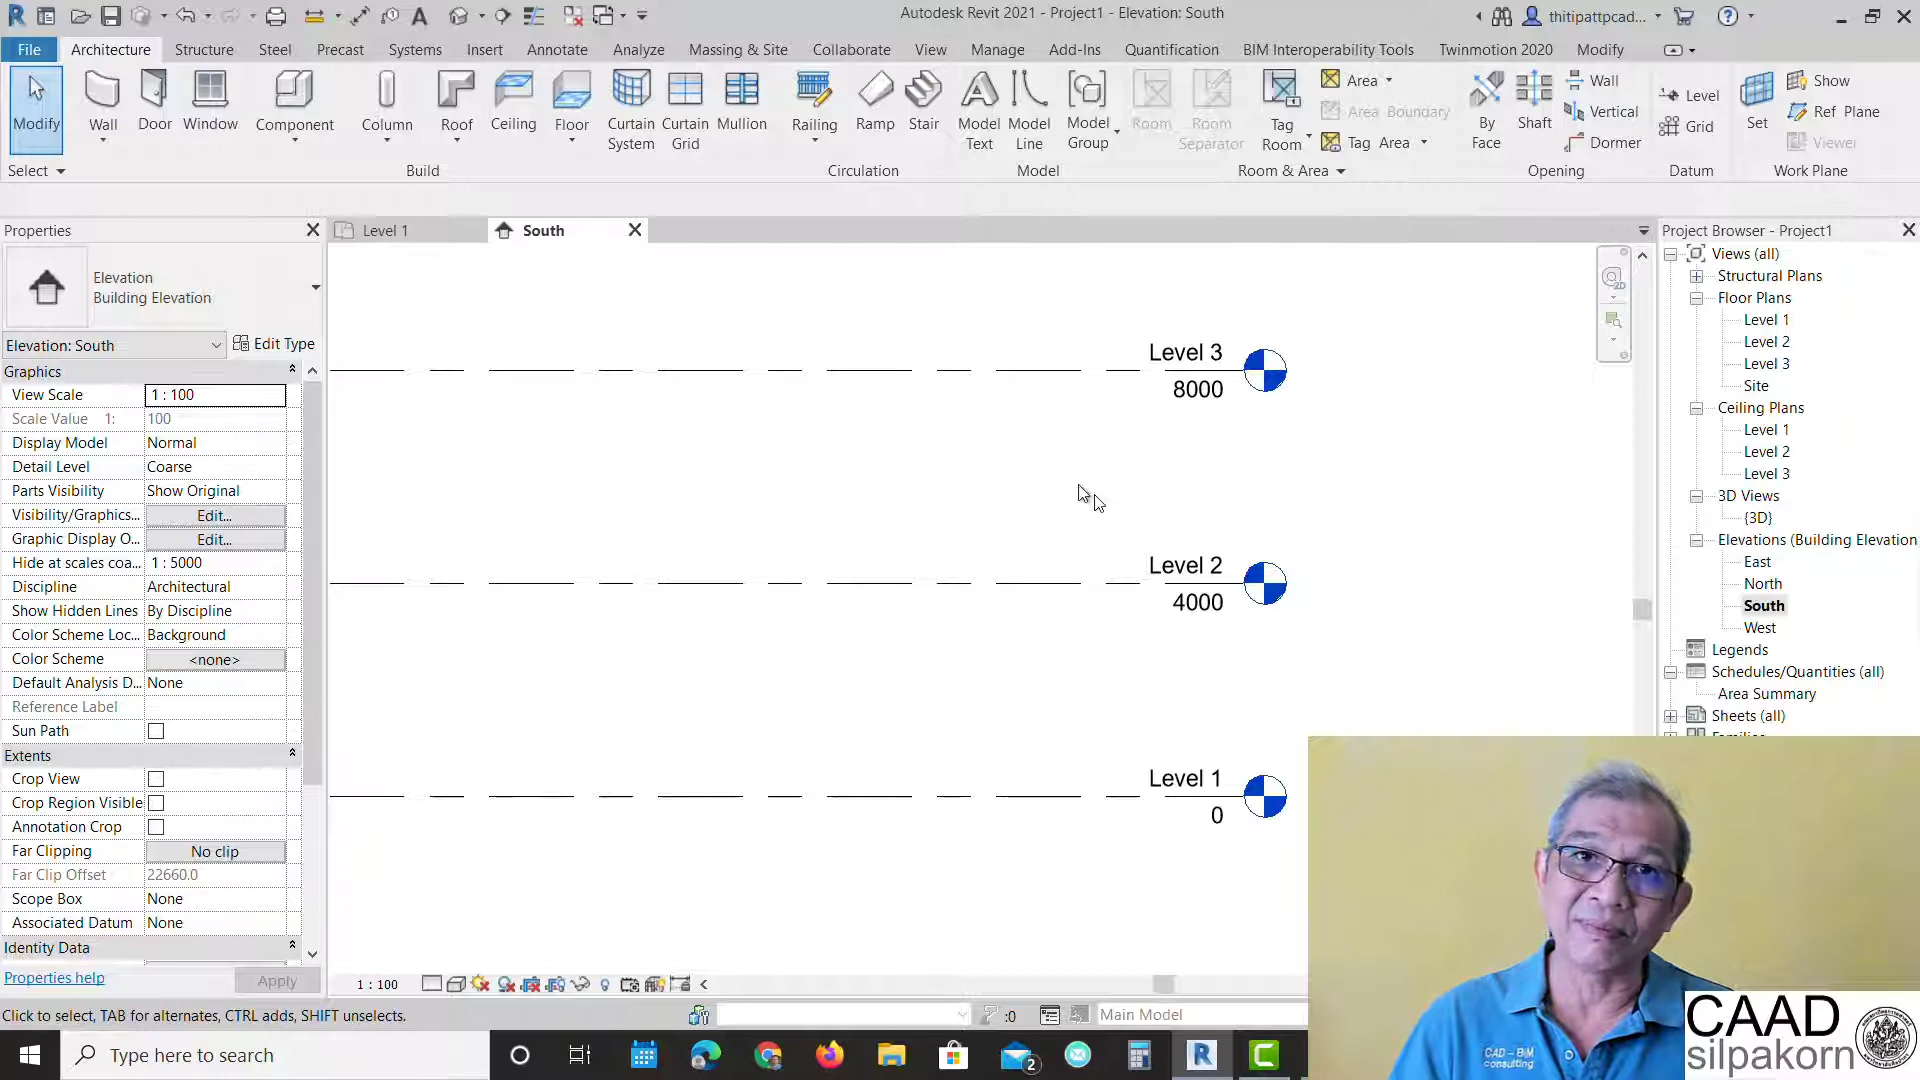 Autodesk Revit 2021 - Project1 - Elevation: South
thitipattpcad...
File Architecture Structure Steel Precast Systems Insert Annotate Analyze Massing & Site Collaborate View Manage Add-Ins Quantification BIM Interoperability Tools Twinmotion 2020 Modify
Modify Wall Door Window Component Column Roof Ceiling Floor Curtain System Curtain Grid Mullion Railing Ramp Stair Model Text Model Line Model Group Room Room Separator Tag Room Area Area Boundary Tag Area By Face Shaft Wall Vertical Dormer Level Grid Set Show Ref Plane Viewer
Select Build Circulation Model Room & Area Opening Datum Work Plane
Properties
Level 1
South
Project Browser - Project1
Elevation
Building Elevation
Elevation: South
Edit Type
Graphics
View Scale 1 : 100
Scale Value 1: 100
Display Model Normal
Detail Level Coarse
Parts Visibility Show Original
Visibility/Graphics... Edit...
Graphic Display O... Edit...
Hide at scales coa... 1 : 5000
Discipline Architectural
Show Hidden Lines By Discipline
Color Scheme Loc... Background
Color Scheme <none>
Default Analysis D... None
Reference Label
Sun Path
Extents
Crop View
Crop Region Visible
Annotation Crop
Far Clipping No clip
Far Clip Offset 22660.0
Scope Box None
Associated Datum None
Identity Data
Properties help
Apply
Level 3
8000
Level 2
4000
Level 1
0
2D
Views (all)
Structural Plans
Floor Plans
Level 1
Level 2
Level 3
Site
Ceiling Plans
Level 1
Level 2
Level 3
3D Views
{3D}
Elevations (Building Elevation
East
North
South
West
Legends
Schedules/Quantities (all)
Area Summary
Sheets (all)
1 : 100
Click to select, TAB for alternates, CTRL adds, SHIFT unselects.
:0
Main Model
Type here to search
2
CAD - BIM
consulting
CAAD
silpakorn